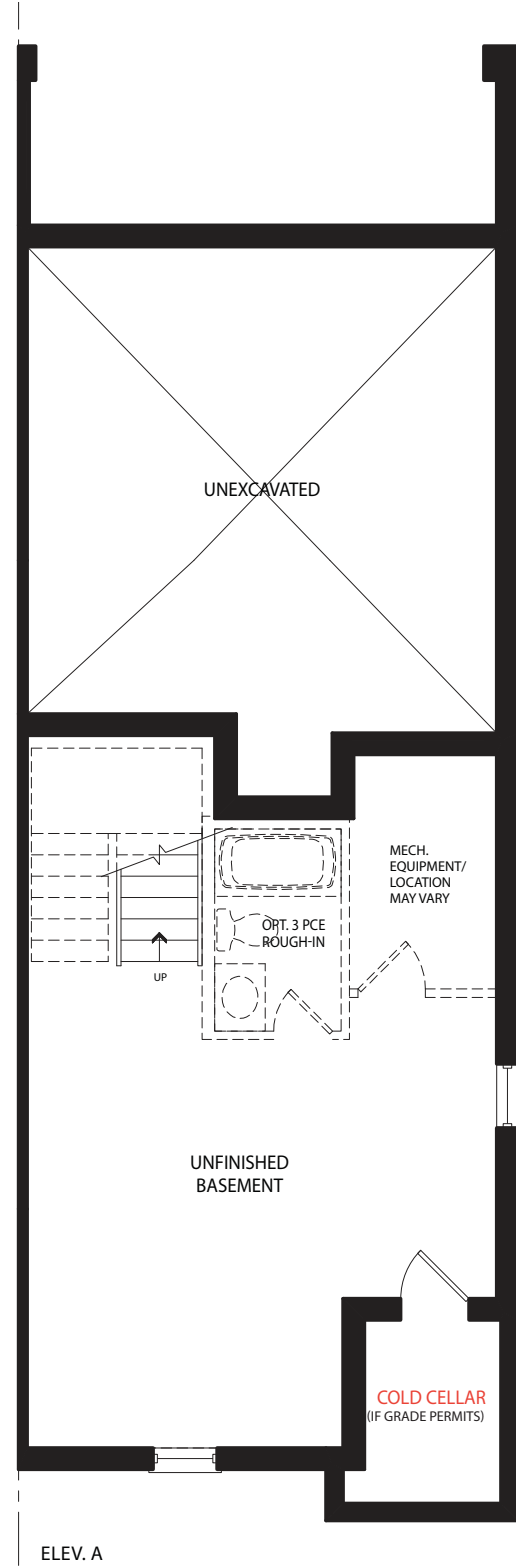 UNEXCAVATED
MECH.
EQUIPMENT/
LOCATION
MAY VARY
OPT. 3 PCE
ROUGH-IN
UP
UNFINISHED
BASEMENT
COLD CELLAR
(IF GRADE PERMITS)
ELEV. A